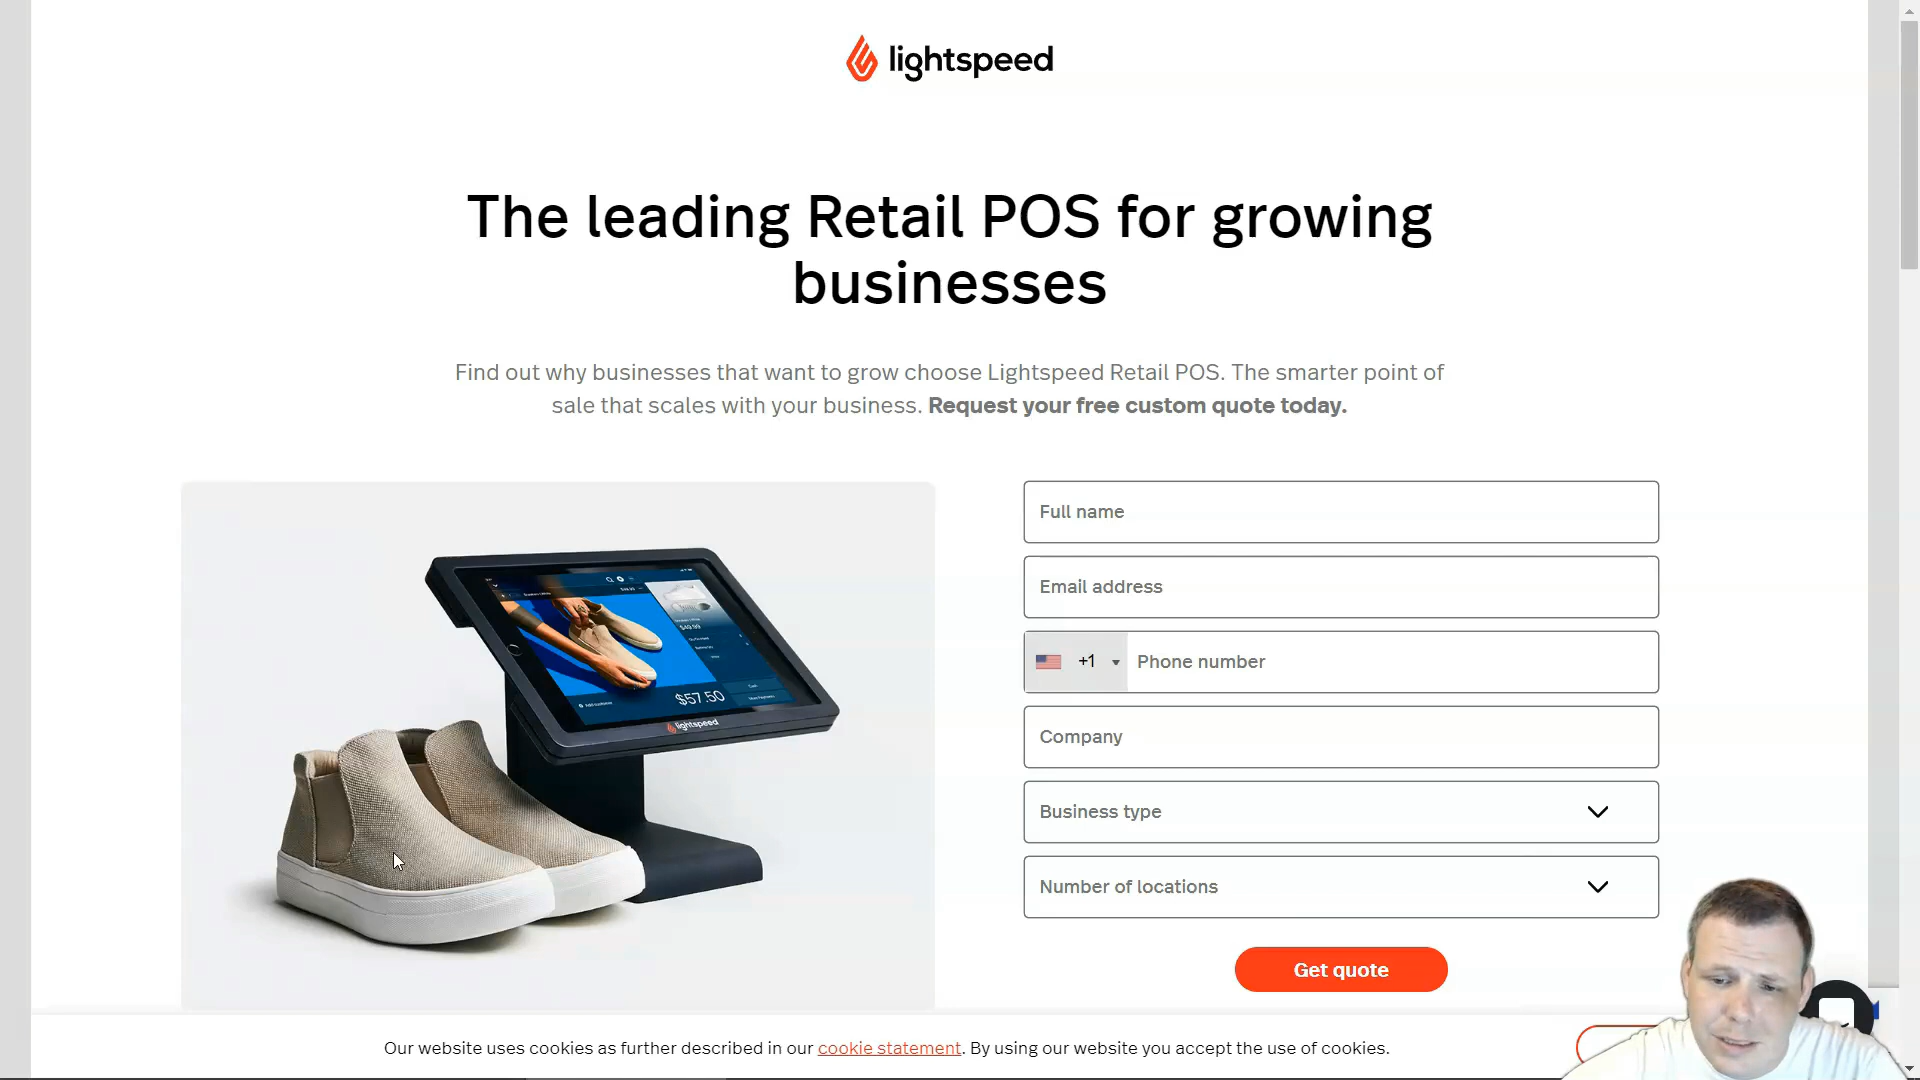 lightspeed
The leading Retail POS for growing
businesses
Find out why businesses that want to grow choose Lightspeed Retail POS. The smarter point of
sale that scales with your business. Request your free custom quote today.
Full name
Email address
+1 Phone number
Company
Business type
Number of locations
Get quote
$49.99
$57.50
lightspeed
Our website uses cookies as further described in our cookie statement. By using our website you accept the use of cookies.